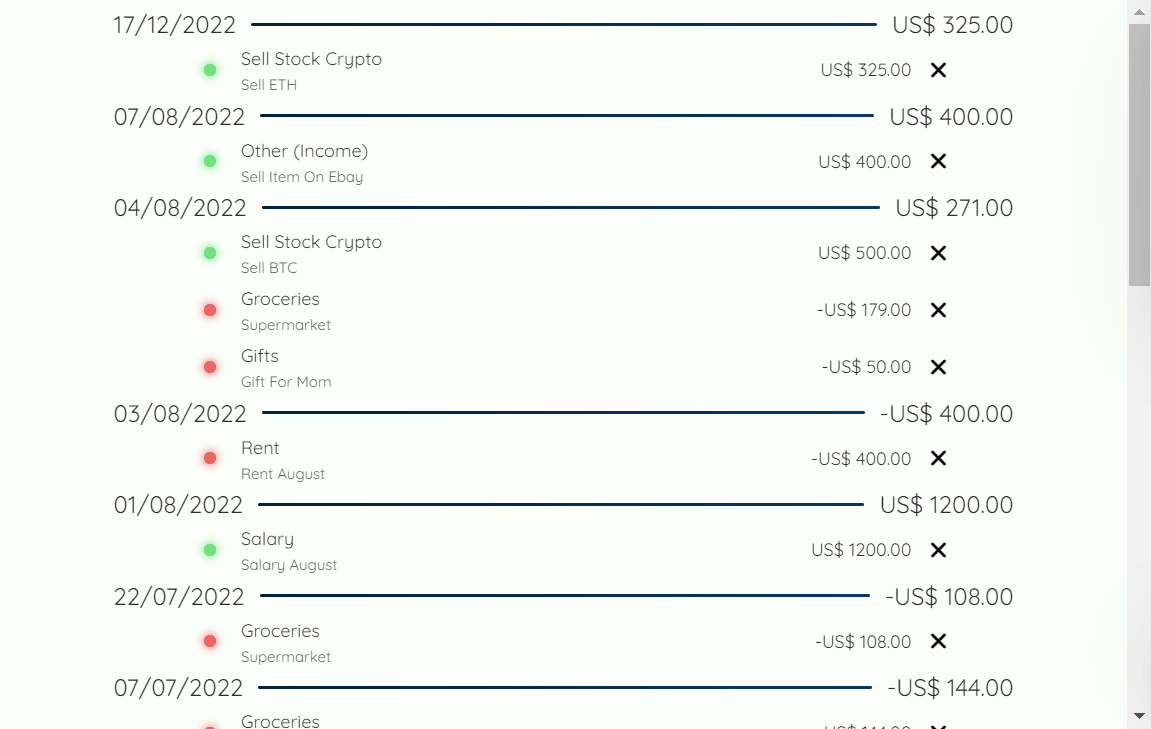 17/12/2022 US$ 325.00
Sell Stock Crypto
US$ 325.00
Sell ETH
07/08/2022 US$ 400.00
Other (Income)
US$ 400.00
Sell Item On Ebay
04/08/2022 US$ 271.00
Sell Stock Crypto
US$ 500.00
Sell BTC
Groceries
-US$ 179.00
Supermarket
Gifts
-US$ 50.00
Gift For Mom
03/08/2022 -US$ 400.00
Rent
-US$ 400.00
Rent August
01/08/2022 US$ 1200.00
Salary
US$ 1200.00
Salary August
22/07/2022 -US$ 108.00
Groceries
-US$ 108.00
Supermarket
07/07/2022 -US$ 144.00
Groceries